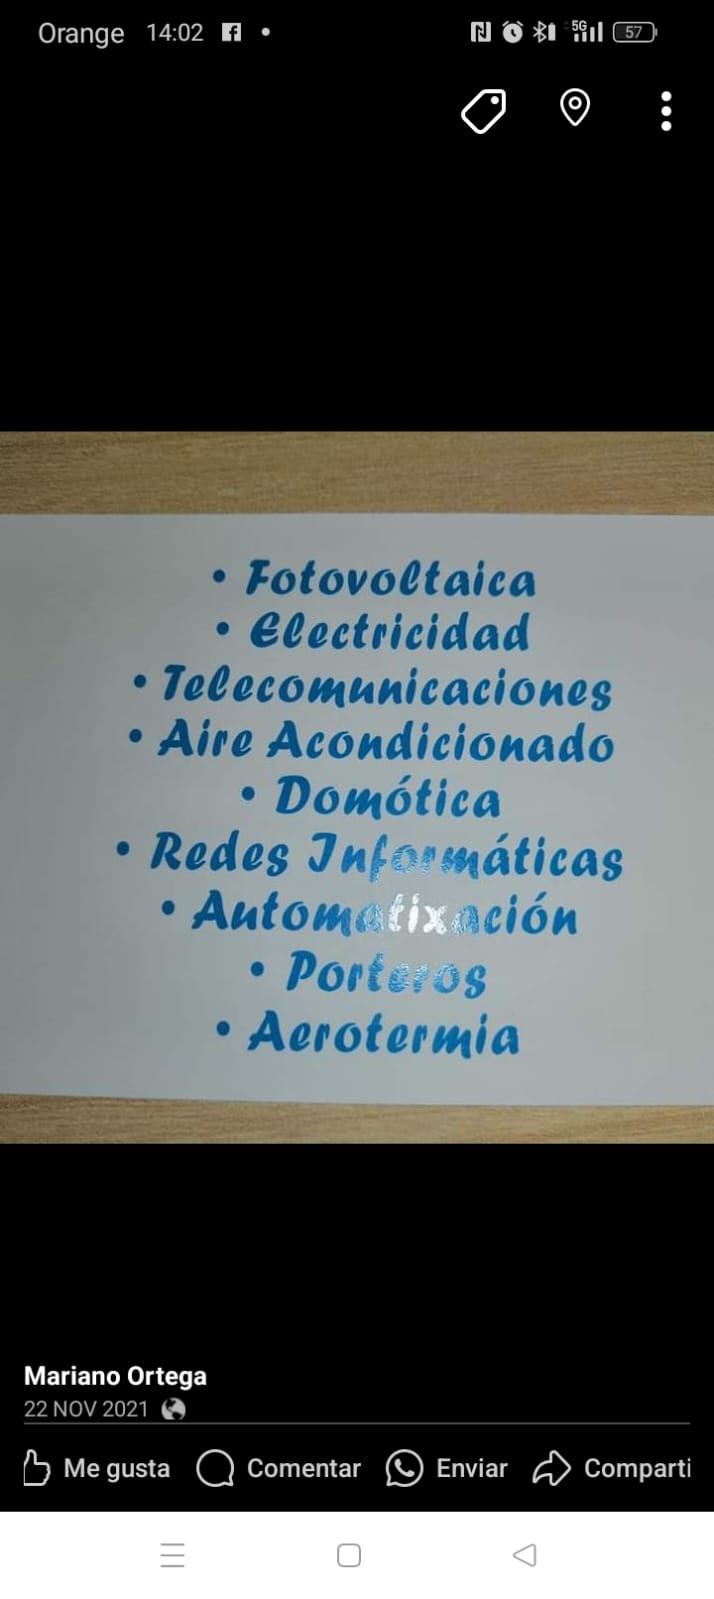 Orange 14:02
5G
57
• Fotovoltaica
• Electricidad
• Telecomunicaciones
• Aire Acondicionado
• Domótica
• Redes Informáticas
• Automatixación
• Porteros
• Aerotermia
Mariano Ortega
22 NOV 2021
Me gusta Comentar Enviar Comparti